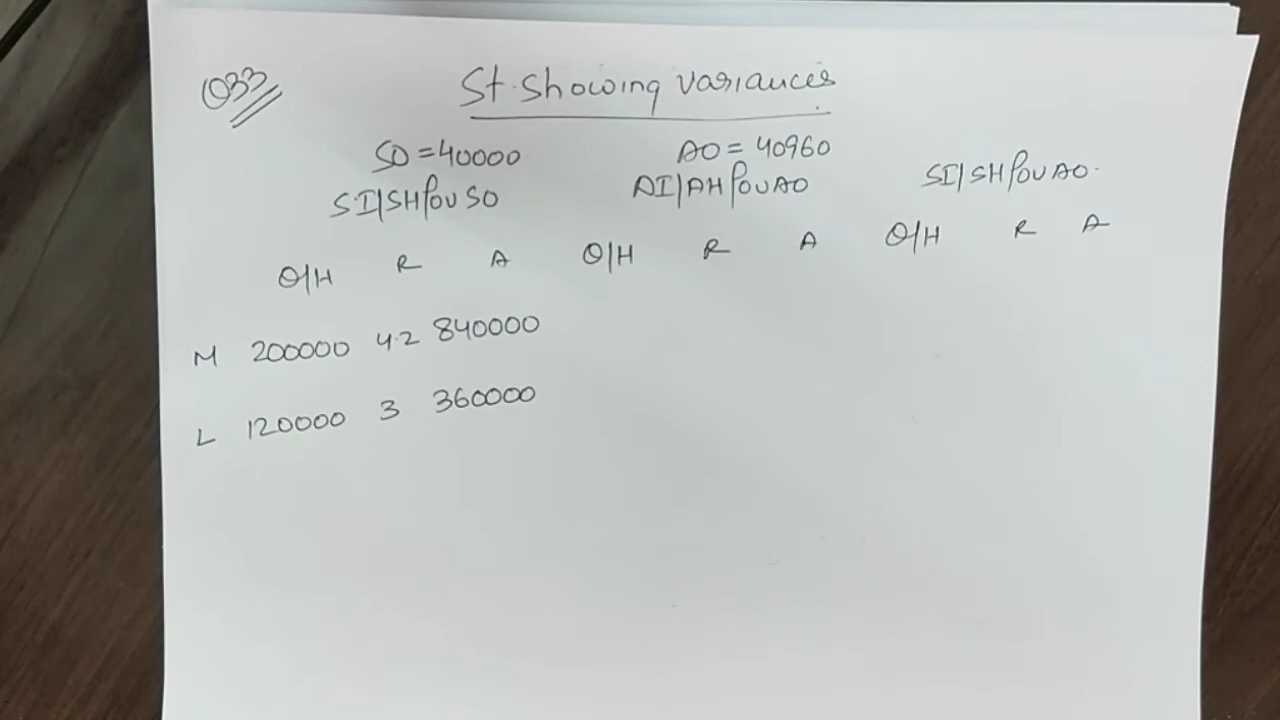 Q33
St. Showing variances
SO = 40000 AO = 40960
S.I/SH for SO AI/AH for AO SI/SH for AO.
Q/H R A Q/H R A Q/H R A
M 200000 4.2 840000
L 120000 3 360000